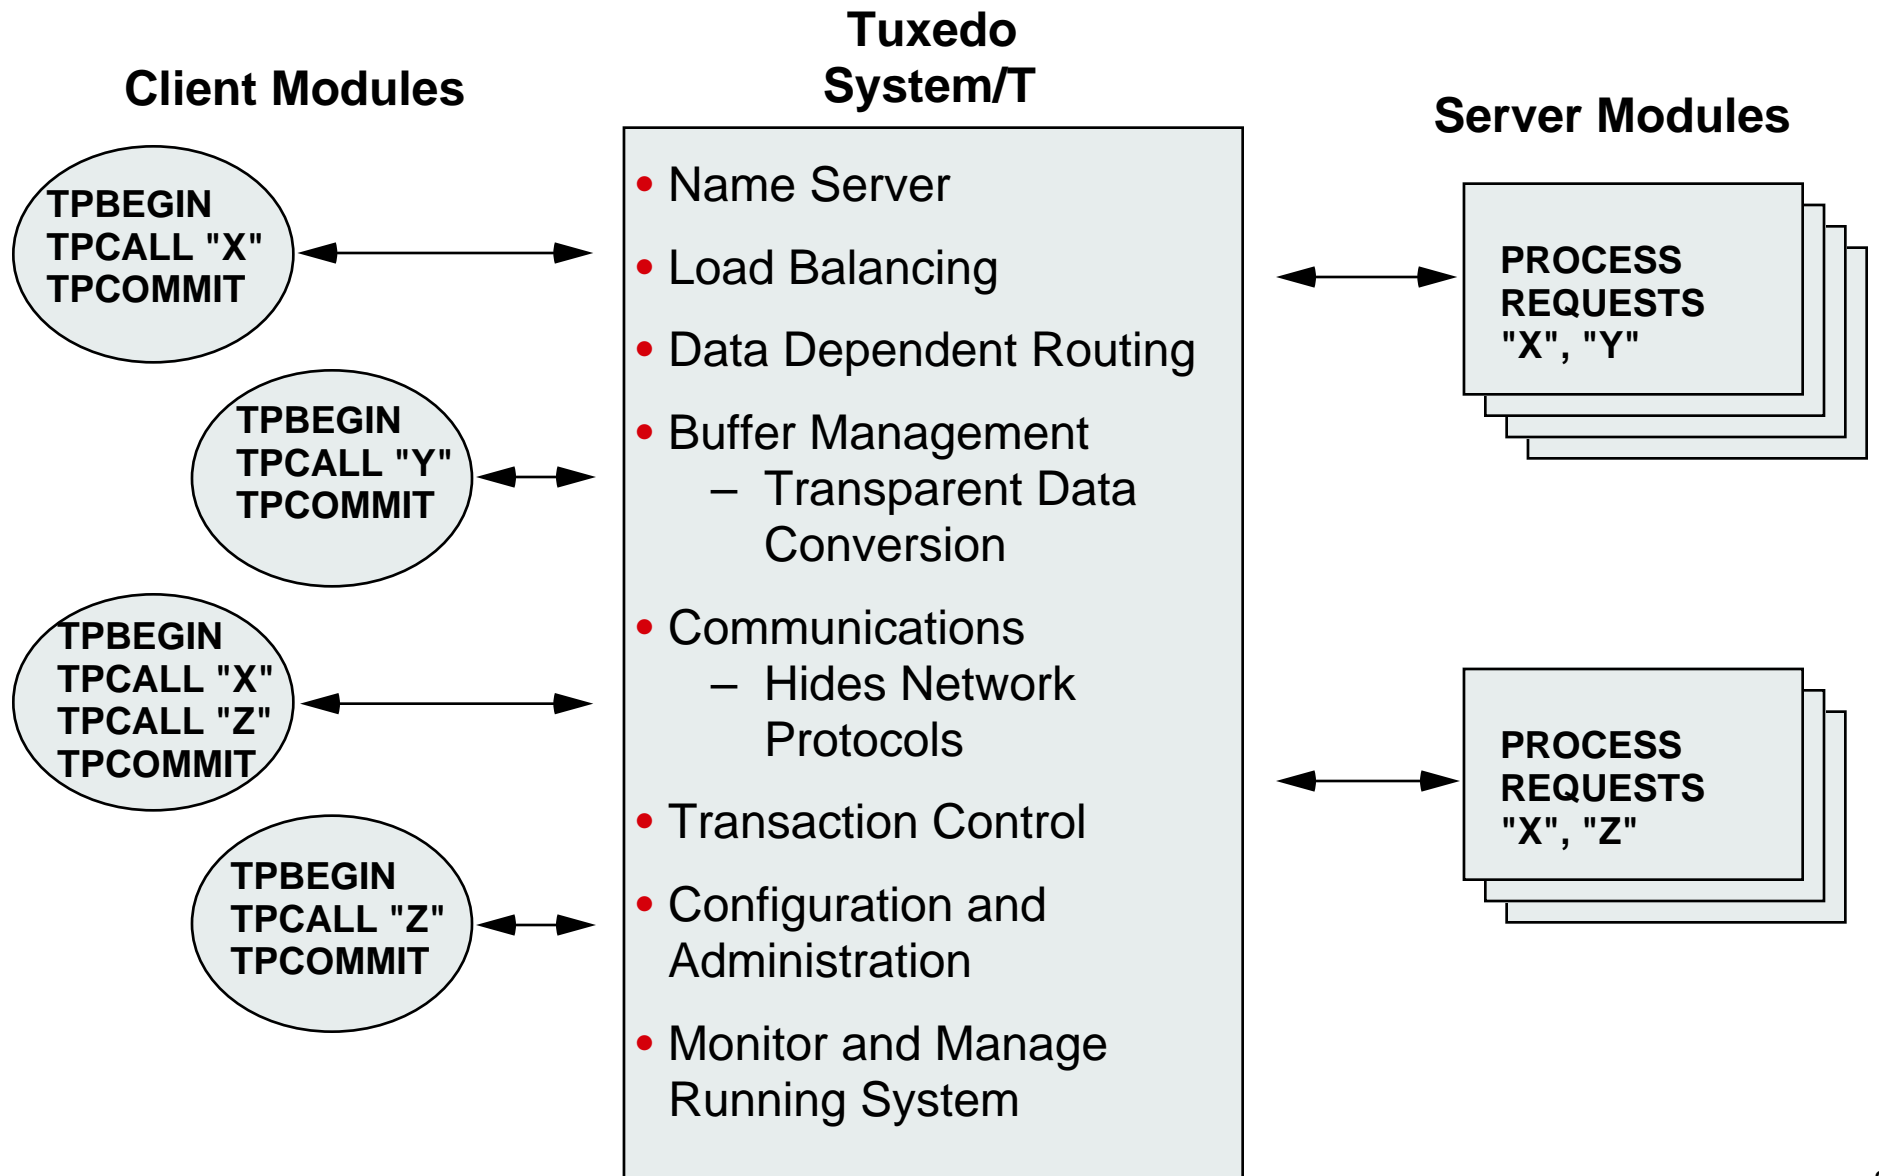 Client Modules
TPBEGIN
TPCALL "X"
TPCOMMIT
TPBEGIN
TPCALL "Y"
TPCOMMIT
TPBEGIN
TPCALL "X"
TPCALL "Z"
TPCOMMIT
TPBEGIN
TPCALL "Z"
TPCOMMIT
Tuxedo
System/T
• Name Server
• Load Balancing
• Data Dependent Routing
• Buffer Management
– Transparent Data
Conversion
• Communications
– Hides Network
Protocols
• Transaction Control
• Configuration and
Administration
• Monitor and Manage
Running System
Server Modules
PROCESS
REQUESTS
"X", "Y"
PROCESS
REQUESTS
"X", "Z"